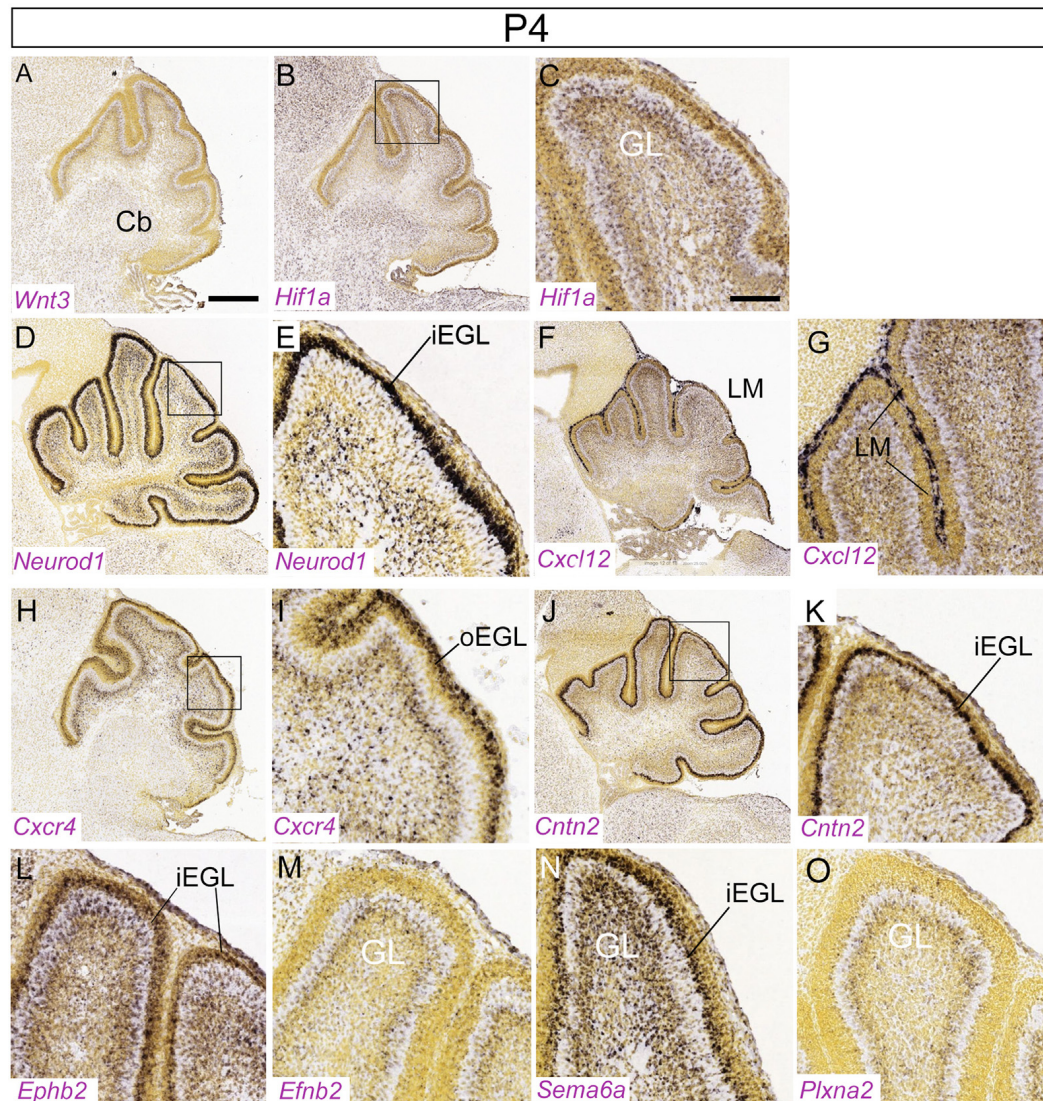 P4
A
B
C
GL
Cb
Wnt3
Hif1a
Hif1a
D
E
iEGL
F
LM
G
LM
Neurod1
Neurod1
Cxcl12
Cxcl12
H
I
oEGL
J
K
iEGL
Cxcr4
Cxcr4
Cntn2
Cntn2
L
iEGL
M
GL
N
iEGL
GL
O
GL
Ephb2
Efnb2
Sema6a
Plxna2